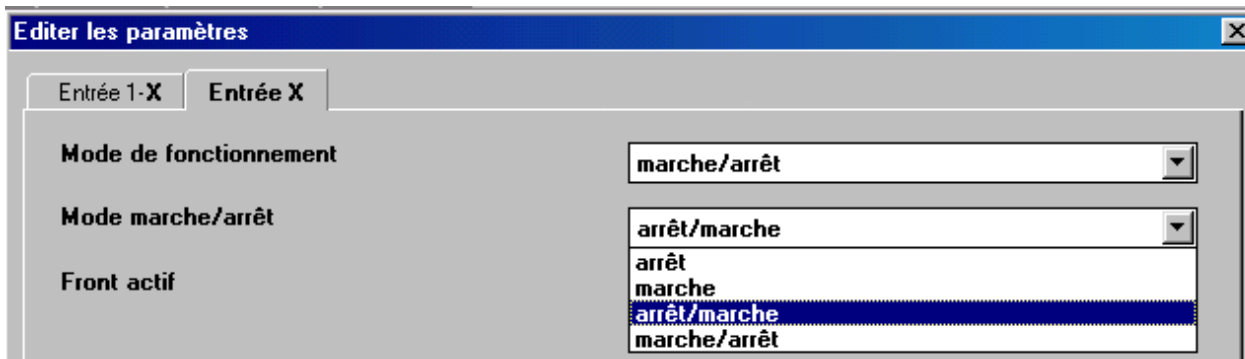 Editer les paramètres
Entrée 1-X Entrée X
Mode de fonctionnement marche/arrêt
Mode marche/arrêt arrêt/marche
arrêt
Front actif
marche
arrêt/marche
marche/arrêt